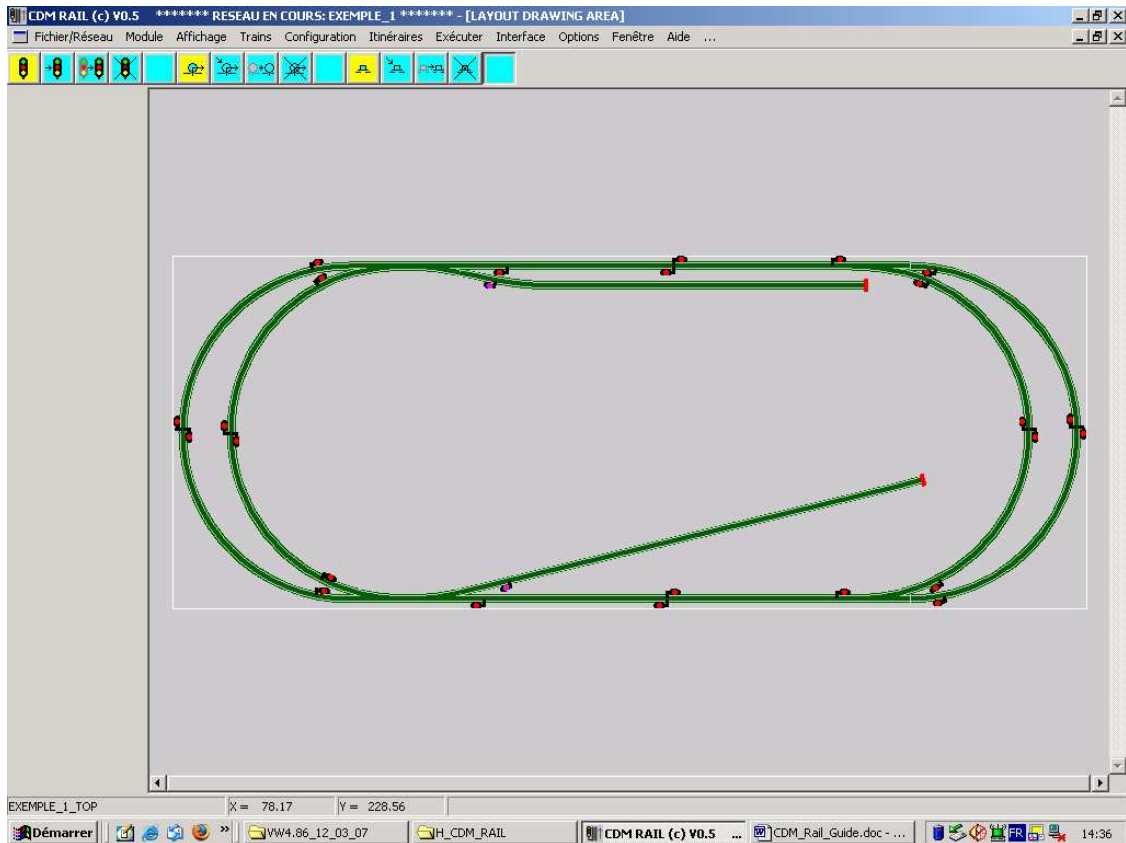 CDM RAIL (c) V0.5 ******* RESEAU EN COURS: EXEMPLE_1 ******* - [LAYOUT DRAWING AREA]
Fichier/Réseau Module Affichage Trains Configuration Itinéraires Exécuter Interface Options Fenêtre Aide ...
EXEMPLE_1_TOP X = 78.17 Y = 228.56
Démarrer » VW4.86_12_03_07 H_CDM_RAIL CDM RAIL (c) V0.5 ... CDM_Rail_Guide.doc - ... FR 14:36